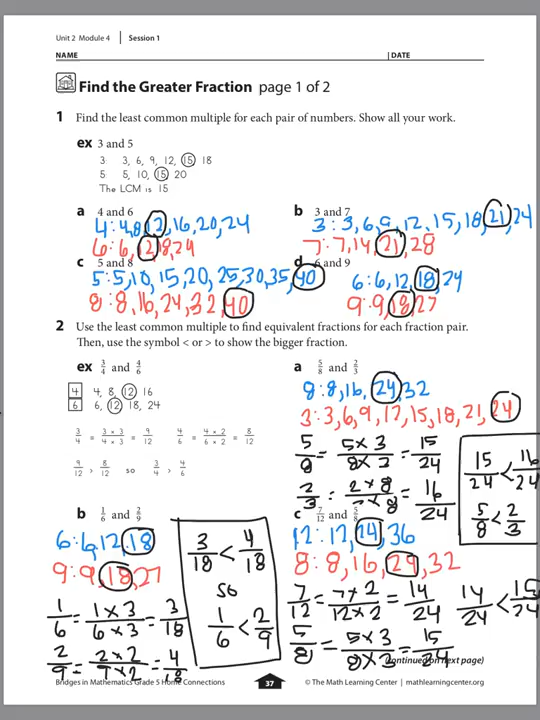 Unit 2 Module 4 | Session 1
NAME | DATE
Find the Greater Fraction page 1 of 2
1 Find the least common multiple for each pair of numbers. Show all your work.
ex 3 and 5
3: 3, 6, 9, 12, 15 18
5: 5, 10, 15 20
The LCM is 15
a 4 and 6
4: 4,8,12,16,20,24
6: 6,12,18,24
b 3 and 7
3: 3,6,9,12,15,18,21,24
7: 7,14,21,28
c 5 and 8
5: 5,10,15,20,25,30,35,40
8: 8,16,24,32,40
d 6 and 9
6: 6,12,18,24
9: 9,18,27
2 Use the least common multiple to find equivalent fractions for each fraction pair.
Then, use the symbol < or > to show the bigger fraction.
ex 3/4 and 4/6
4 4, 8, 12 16
6 6, 12 18, 24
3/4 = 3 × 3/4 × 3 = 9/12 4/6 = 4 × 2/6 × 2 = 8/12
9/12 > 8/12 so 3/4 > 4/6
a 5/8 and 2/3
8: 8,16,24,32
3: 3,6,9,12,15,18,21,24
5/8 = 5×3/8×3 = 15/24
2/3 = 2×8/3×8 = 16/24
15/24 < 16/24
5/8 < 2/3
b 1/6 and 2/9
6: 6,12,18
9: 9,18,27
1/6 = 1×3/6×3 = 3/18
2/9 = 2×2/9×2 = 4/18
3/18 < 4/18
so
1/6 < 2/9
c 7/12 and 5/8
12: 12,24,36
8: 8,16,24,32
7/12 = 7×2/12×2 = 14/24
14/24 < 15/24
5/8 = 5×3/8×3 = 15/24
(continued on next page)
Bridges in Mathematics Grade 5 Home Connections 37 © The Math Learning Center | mathlearningcenter.org